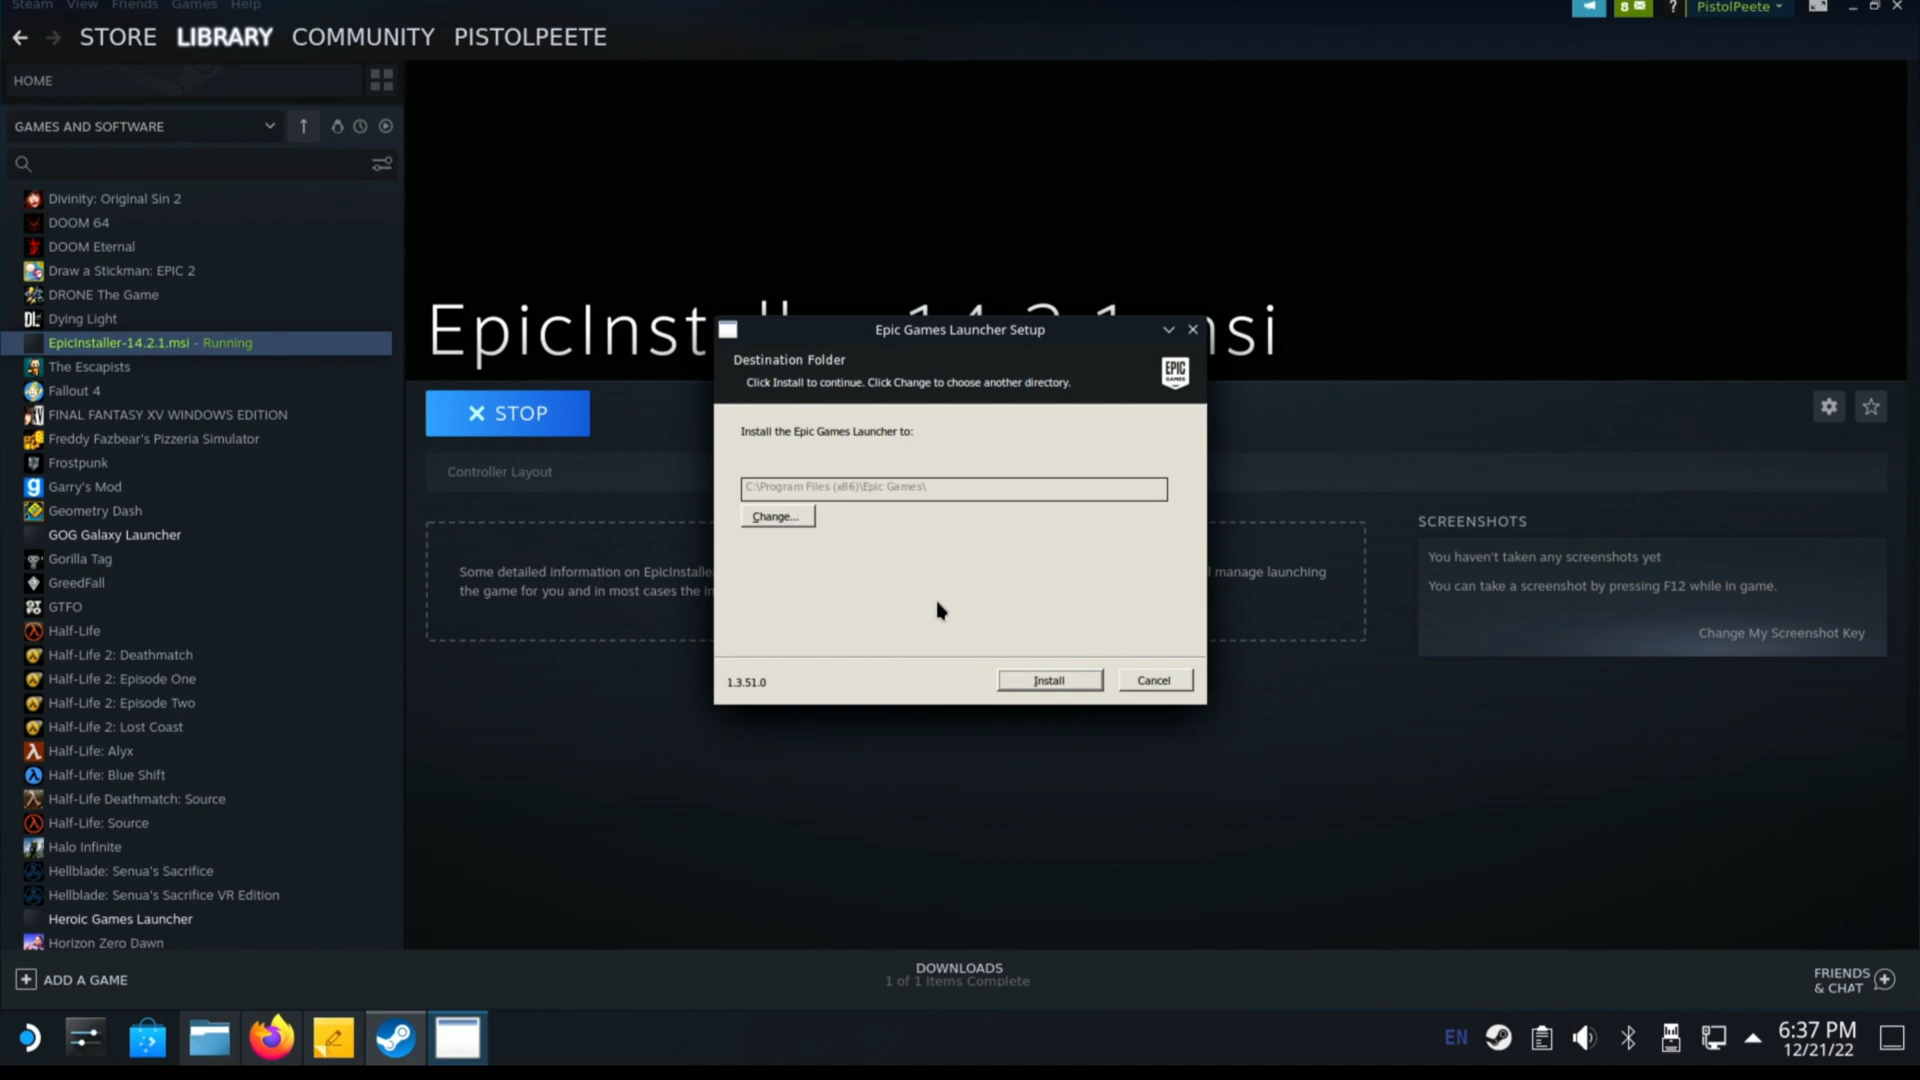 Steam View Friends Games Help
8
?
PistolPeete
STORE LIBRARY COMMUNITY PISTOLPEETE
HOME
GAMES AND SOFTWARE
Divinity: Original Sin 2
DOOM 64
DOOM Eternal
Draw a Stickman: EPIC 2
DRONE The Game
Dying Light
EpicInstaller-14.2.1.msi - Running
The Escapists
Fallout 4
FINAL FANTASY XV WINDOWS EDITION
Freddy Fazbear's Pizzeria Simulator
Frostpunk
Garry's Mod
Geometry Dash
GOG Galaxy Launcher
Gorilla Tag
GreedFall
GTFO
Half-Life
Half-Life 2: Deathmatch
Half-Life 2: Episode One
Half-Life 2: Episode Two
Half-Life 2: Lost Coast
Half-Life: Alyx
Half-Life: Blue Shift
Half-Life Deathmatch: Source
Half-Life: Source
Halo Infinite
Hellblade: Senua's Sacrifice
Hellblade: Senua's Sacrifice VR Edition
Heroic Games Launcher
Horizon Zero Dawn
STOP
Controller Layout
Some detailed information on EpicInstalle
the game for you and in most cases the
manage launching
SCREENSHOTS
You haven't taken any screenshots yet
You can take a screenshot by pressing F12 while in game.
Change My Screenshot Key
Epic Games Launcher Setup
Destination Folder
Click Install to continue. Click Change to choose another directory.
EPIC
GAMES
Install the Epic Games Launcher to:
C:\Program Files (x86)\Epic Games\
Change...
1.3.51.0
Install
Cancel
ADD A GAME
DOWNLOADS
1 of 1 Items Complete
FRIENDS
& CHAT
EN
6:37 PM
12/21/22